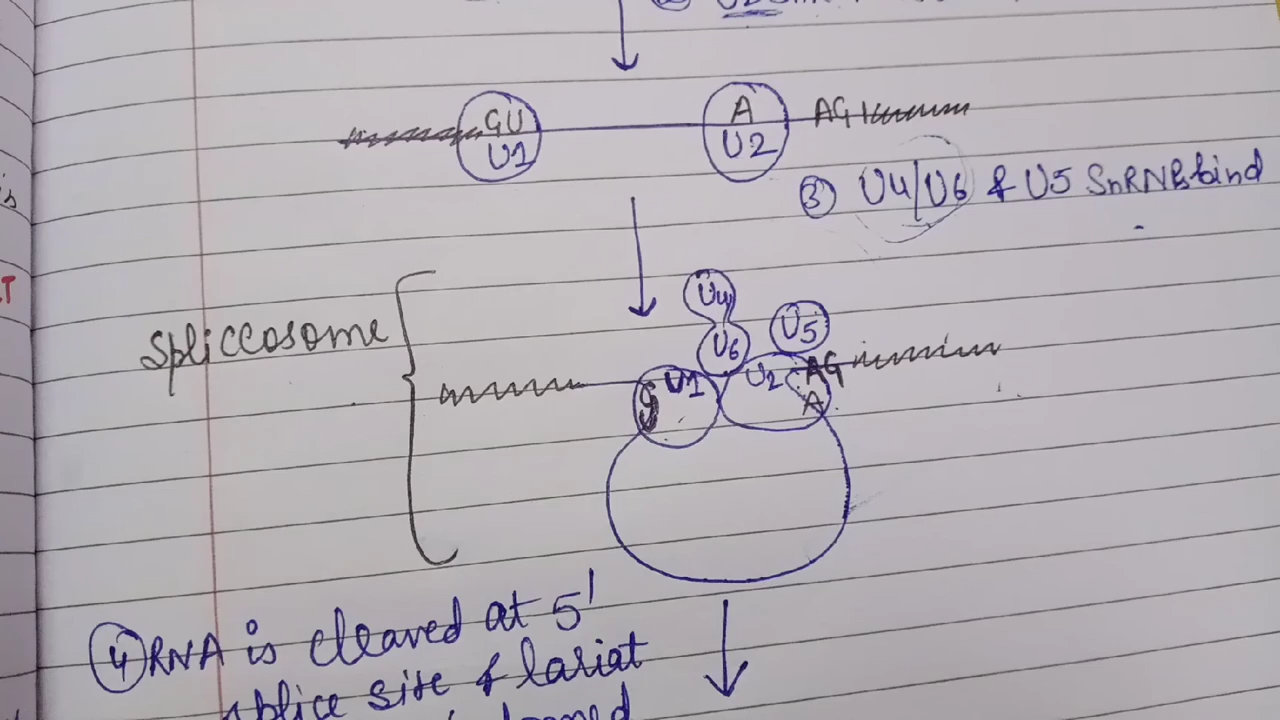 GU
U1
A
U2
AG
③ U4/U6 & U5 SnRNPs bind
Spliceosome
U4
U6
U5
U1
U2
AG
A
④ RNA is cleaved at 5'
splice site & lariat